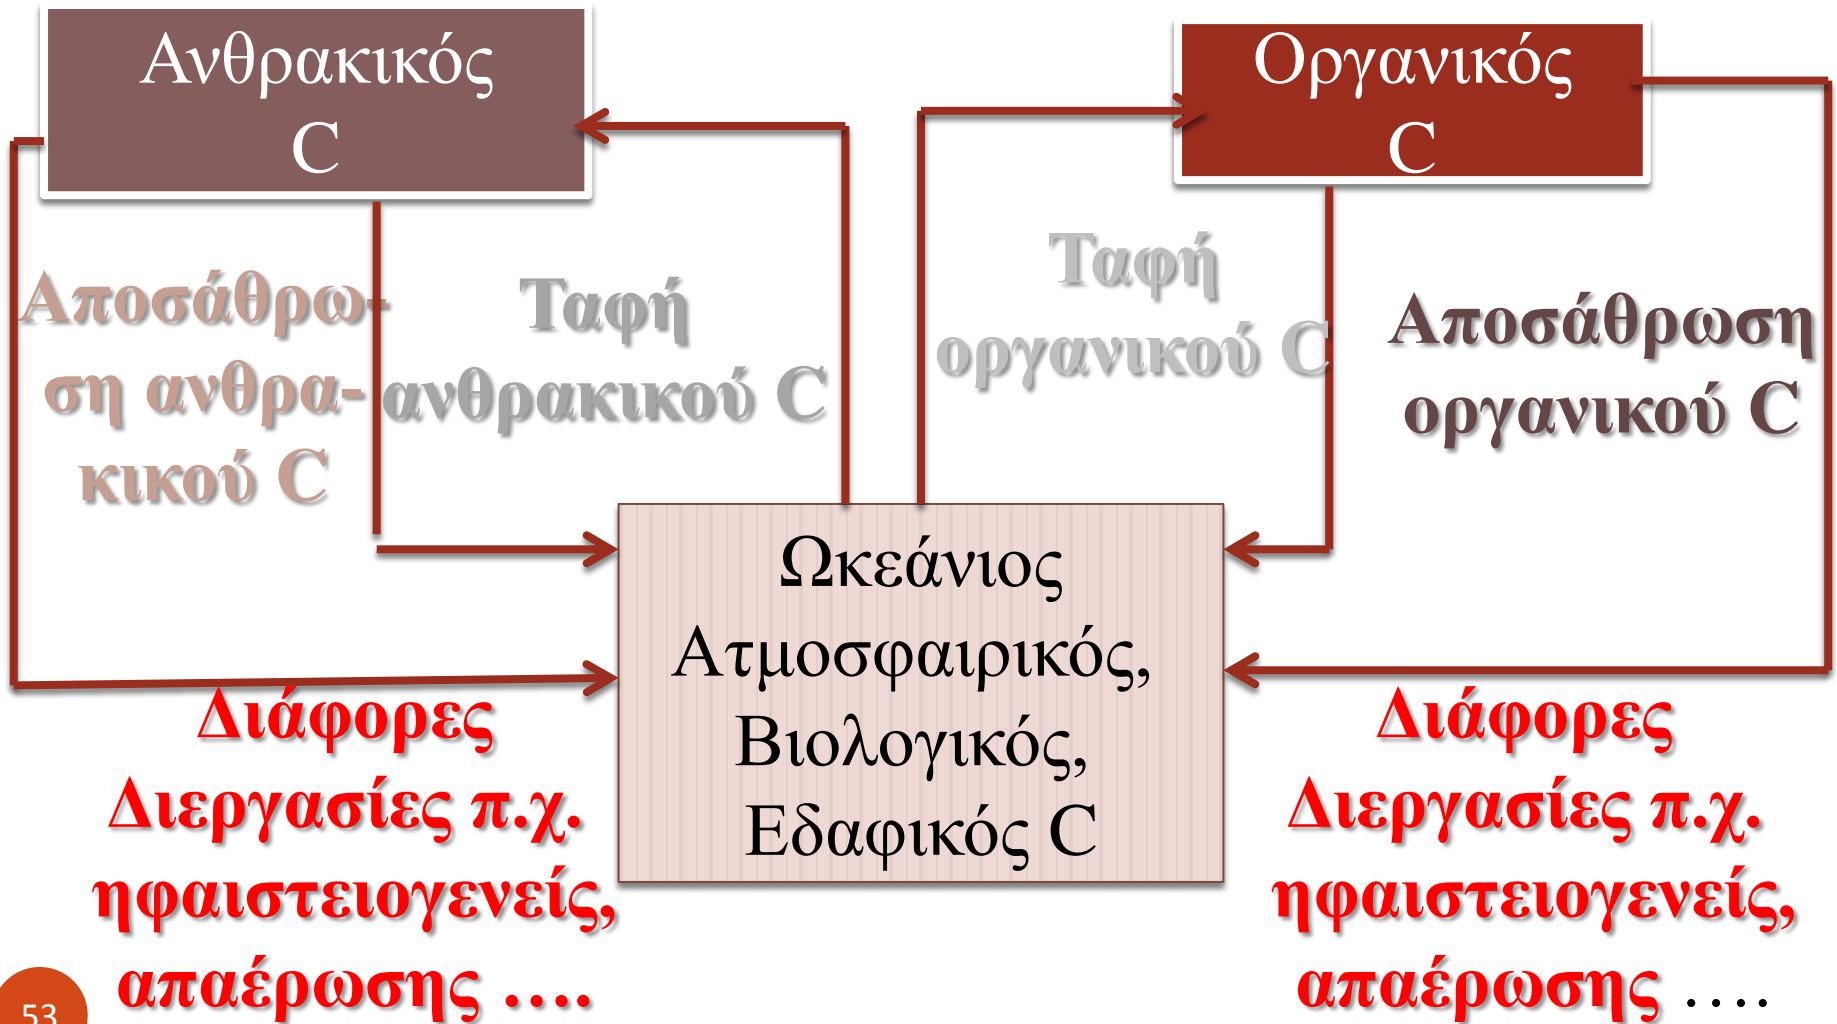 Ανθρακικός
C
Οργανικός
C
Αποσάθρω-
ση ανθρα-
κικού C
Ταφή
ανθρακικού C
Ταφή
οργανικού C
Αποσάθρωση
οργανικού C
Ωκεάνιος
Ατμοσφαιρικός,
Βιολογικός,
Εδαφικός C
Διάφορες
Διεργασίες π.χ.
ηφαιστειογενείς,
απαέρωσης ….
Διάφορες
Διεργασίες π.χ.
ηφαιστειογενείς,
απαέρωσης ….
53